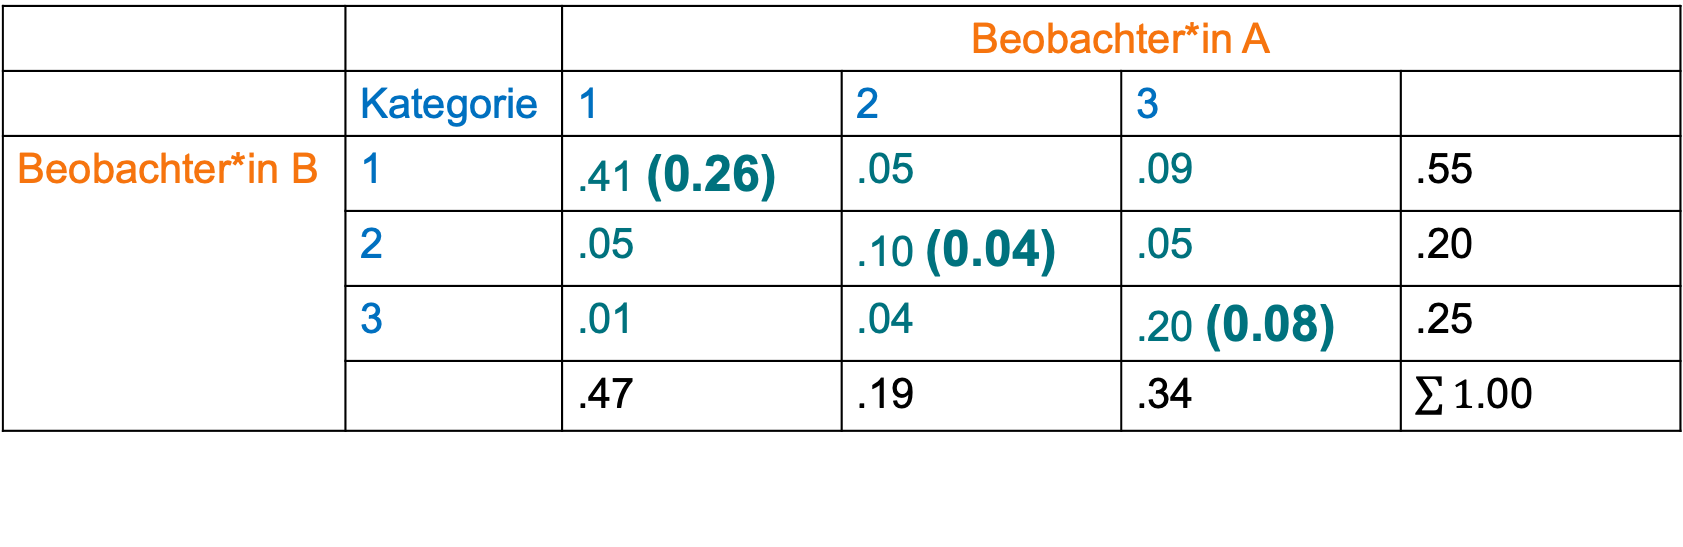 Beobachter*in A
Kategorie 1 2 3
Beobachter*in B 1 .41 (0.26) .05 .09 .55
2 .05 .10 (0.04) .05 .20
3 .01 .04 .20 (0.08) .25
.47 .19 .34 ∑ 1.00